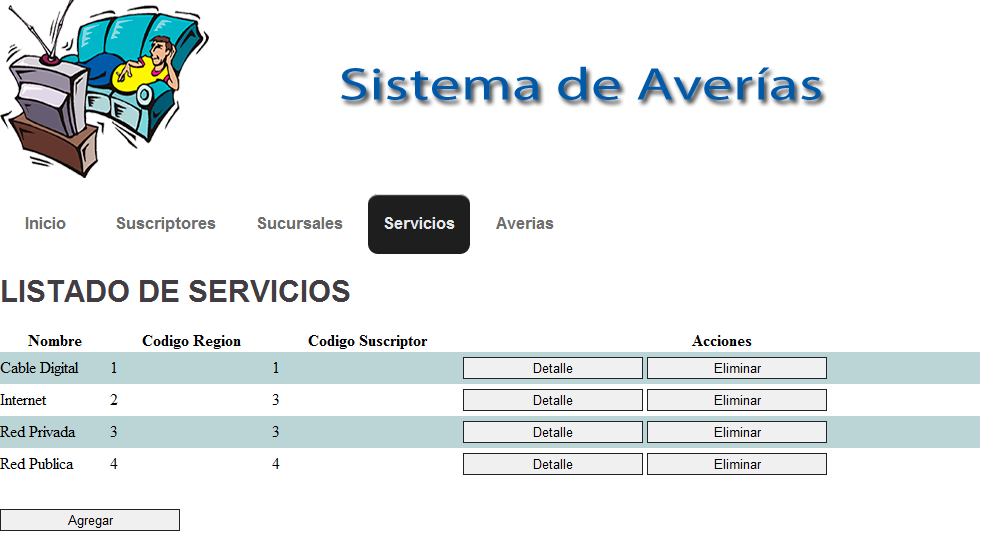 Sistema de Averías
Inicio Suscriptores Sucursales Servicios Averias
LISTADO DE SERVICIOS
Nombre Codigo Region Codigo Suscriptor Acciones
Cable Digital 1 1 Detalle Eliminar
Internet 2 3 Detalle Eliminar
Red Privada 3 3 Detalle Eliminar
Red Publica 4 4 Detalle Eliminar
Agregar